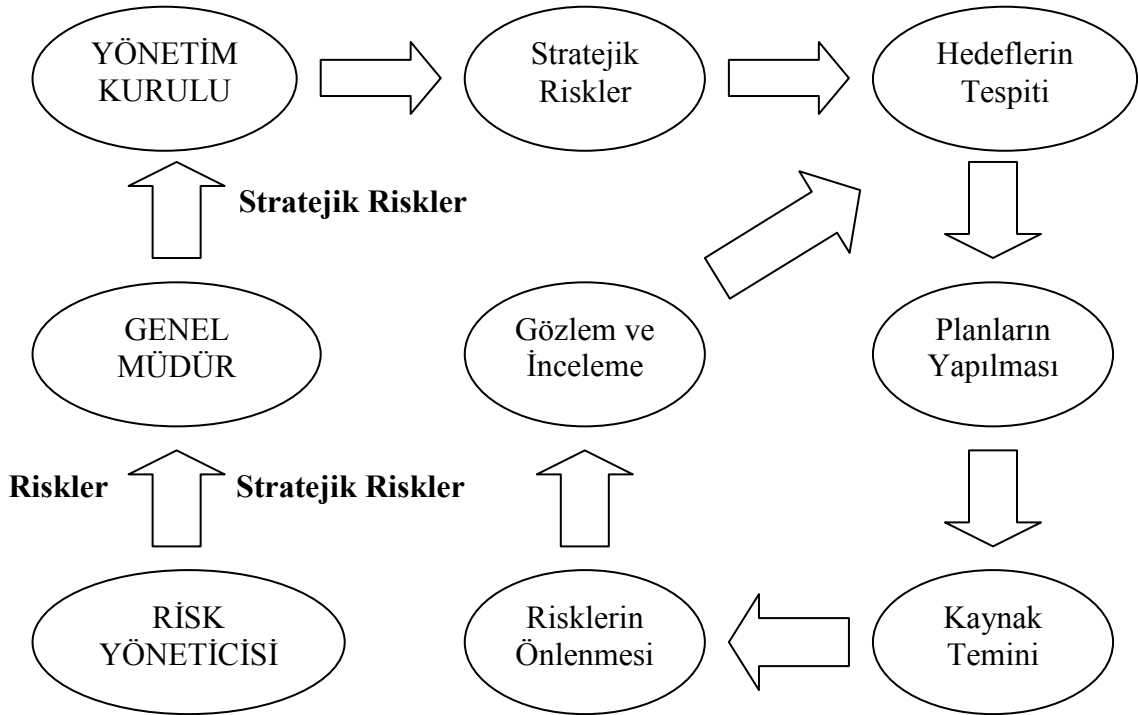 YÖNETİM
KURULU
Stratejik
Riskler
Hedeflerin
Tespiti
Stratejik Riskler
GENEL
MÜDÜR
Gözlem ve
İnceleme
Planların
Yapılması
Riskler
Stratejik Riskler
RİSK
YÖNETİCİSİ
Risklerin
Önlenmesi
Kaynak
Temini